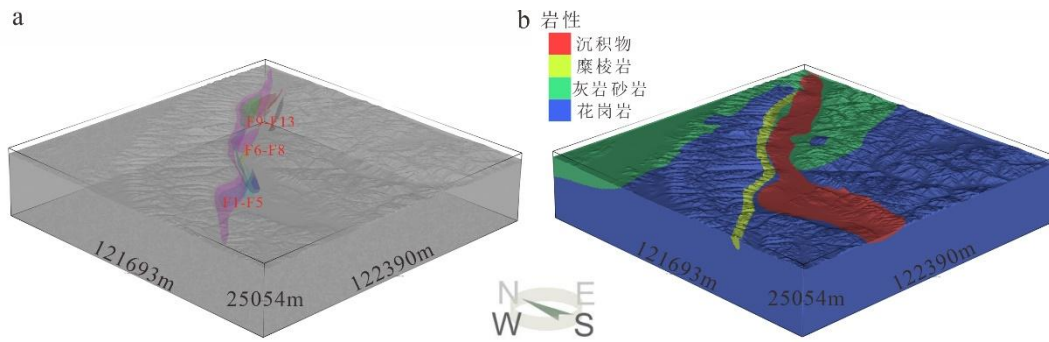 a
F9-F13
F6-F8
F1-F5
121693m
25054m
122390m
b 岩性
沉积物
糜棱岩
灰岩砂岩
花岗岩
121693m
25054m
122390m
N E
W S